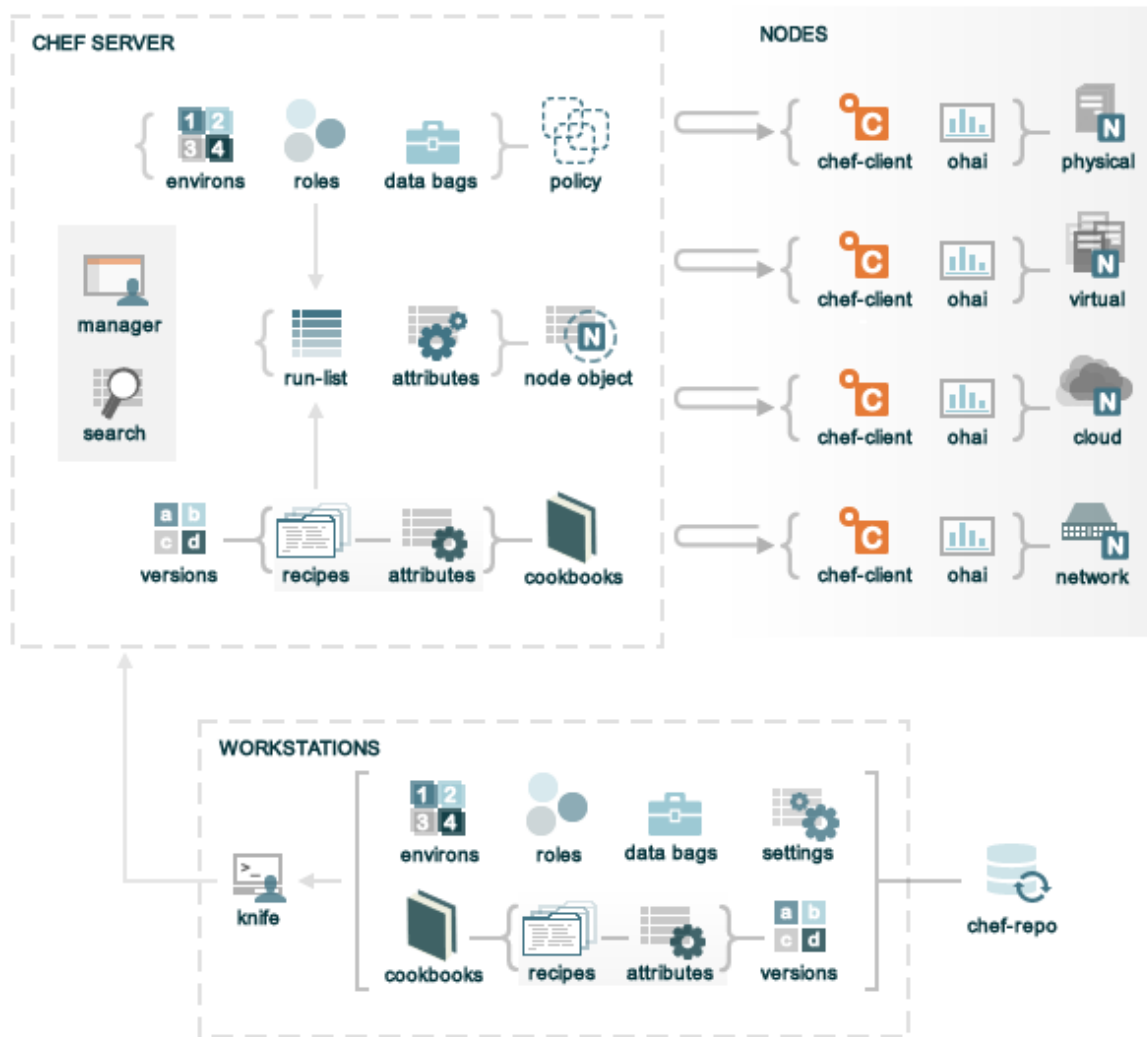 CHEF SERVER
NODES
1 2
3 4
environs
roles
data bags
policy
C
chef-client
ohai
N
physical
manager
search
run-list
attributes
N
node object
C
chef-client
ohai
N
virtual
C
chef-client
ohai
N
cloud
a b
c d
versions
recipes
attributes
cookbooks
C
chef-client
ohai
N
network
WORKSTATIONS
1 2
3 4
environs
roles
data bags
settings
>_
knife
cookbooks
recipes
attributes
a b
c d
versions
chef-repo